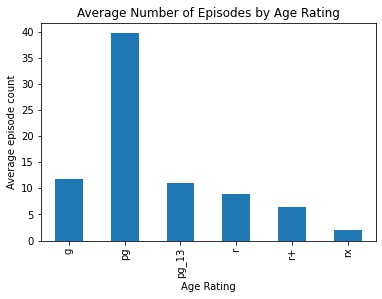 Average Number of Episodes by Age Rating
Average episode count
40
35
30
25
20
15
10
5
0
g
pg
pg_13
r
r+
rx
Age Rating